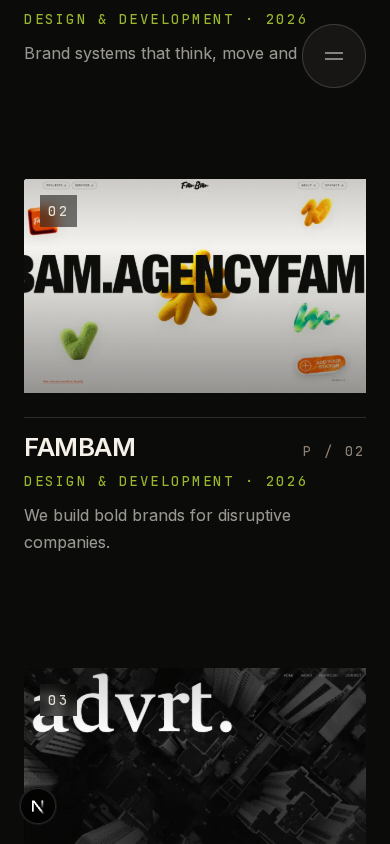 DESIGN & DEVELOPMENT · 2026
Brand systems that think, move and
FamBam
02
BAM.AGENCYFAM
FAMBAM
P / 02
DESIGN & DEVELOPMENT · 2026
We build bold brands for disruptive
companies.
03
advrt.
N